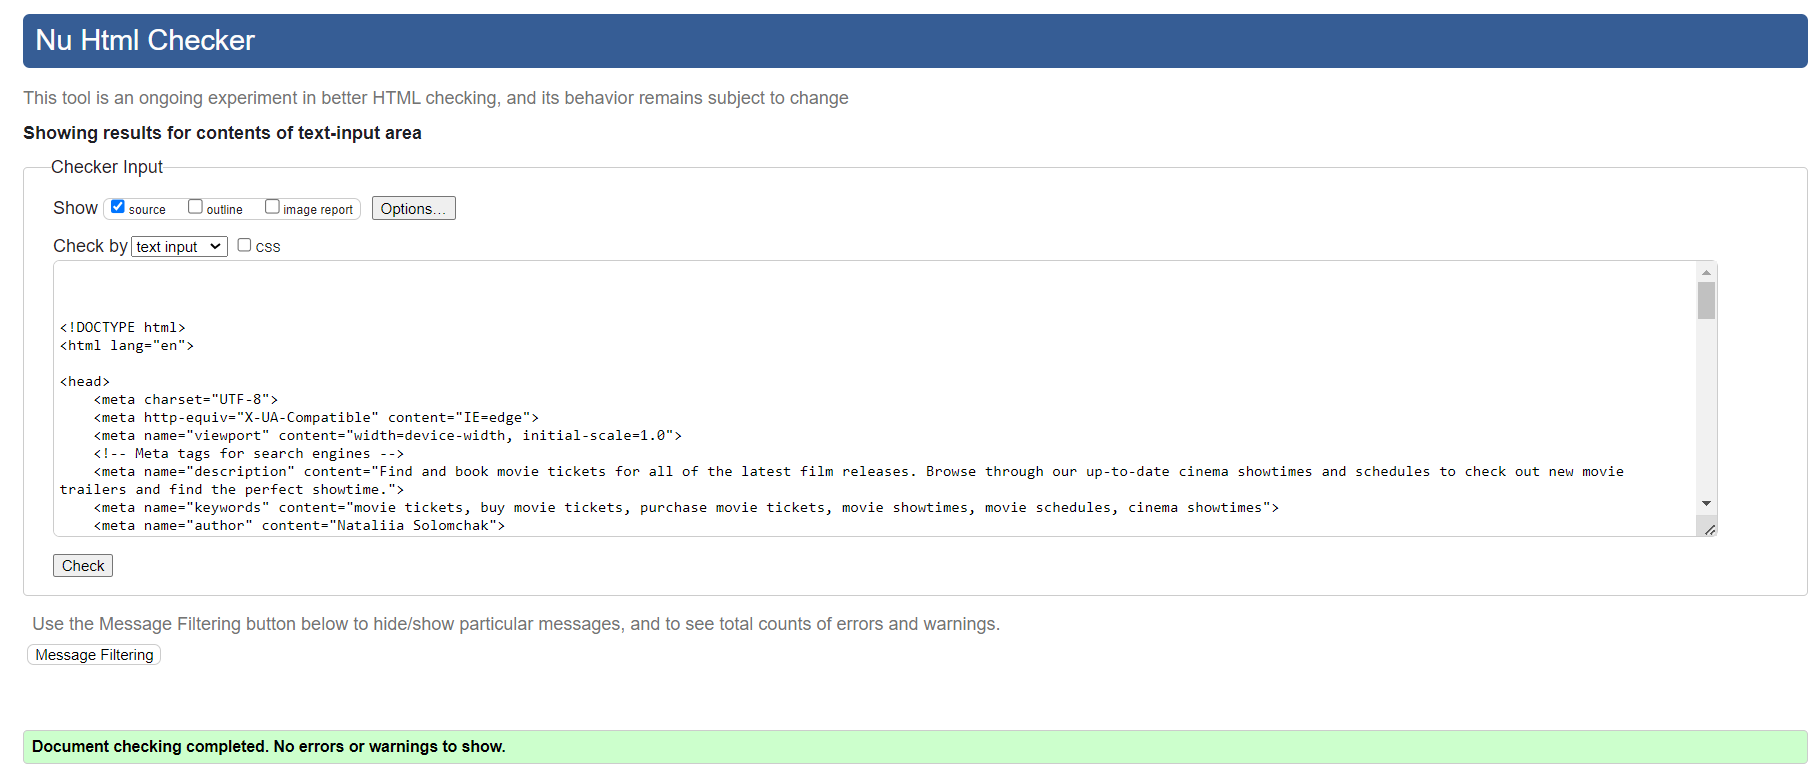 Nu Html Checker
This tool is an ongoing experiment in better HTML checking, and its behavior remains subject to change
Showing results for contents of text-input area
Checker Input
Show source outline image report Options...
Check by text input css
<!DOCTYPE html>
<html lang="en">
<head>
<meta charset="UTF-8">
<meta http-equiv="X-UA-Compatible" content="IE=edge">
<meta name="viewport" content="width=device-width, initial-scale=1.0">
<!-- Meta tags for search engines -->
<meta name="description" content="Find and book movie tickets for all of the latest film releases. Browse through our up-to-date cinema showtimes and schedules to check out new movie
trailers and find the perfect showtime.">
<meta name="keywords" content="movie tickets, buy movie tickets, purchase movie tickets, movie showtimes, movie schedules, cinema showtimes">
<meta name="author" content="Nataliia Solomchak">
Check
Use the Message Filtering button below to hide/show particular messages, and to see total counts of errors and warnings.
Message Filtering
Document checking completed. No errors or warnings to show.